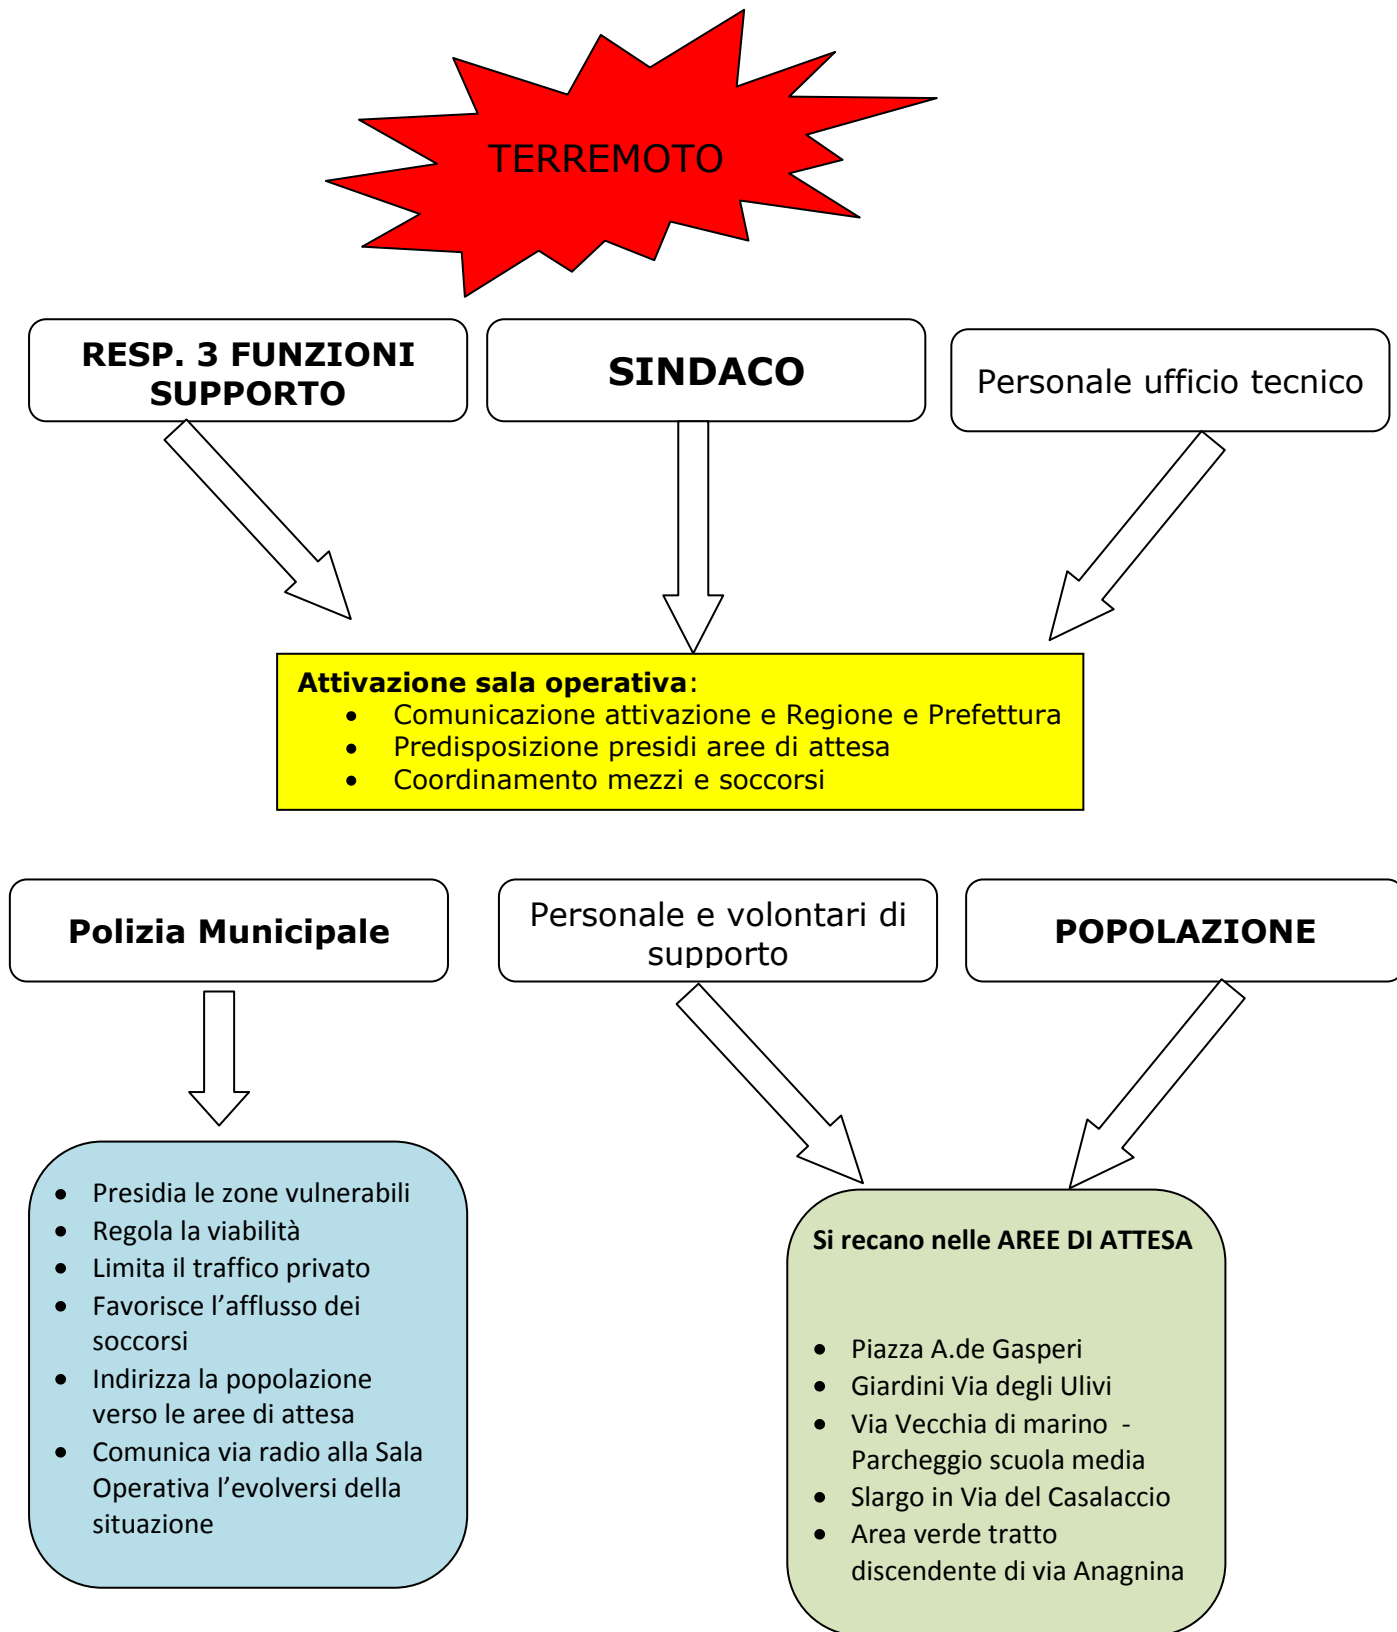 TERREMOTO
RESP. 3 FUNZIONI
SUPPORTO
SINDACO
Personale ufficio tecnico
Attivazione sala operativa:
• Comunicazione attivazione e Regione e Prefettura
• Predisposizione presidi aree di attesa
• Coordinamento mezzi e soccorsi
Polizia Municipale
Personale e volontari di
supporto
POPOLAZIONE
• Presidia le zone vulnerabili
• Regola la viabilità
• Limita il traffico privato
• Favorisce l’afflusso dei
soccorsi
• Indirizza la popolazione
verso le aree di attesa
• Comunica via radio alla Sala
Operativa l’evolversi della
situazione
Si recano nelle AREE DI ATTESA
• Piazza A.de Gasperi
• Giardini Via degli Ulivi
• Via Vecchia di marino -
Parcheggio scuola media
• Slargo in Via del Casalaccio
• Area verde tratto
discendente di via Anagnina